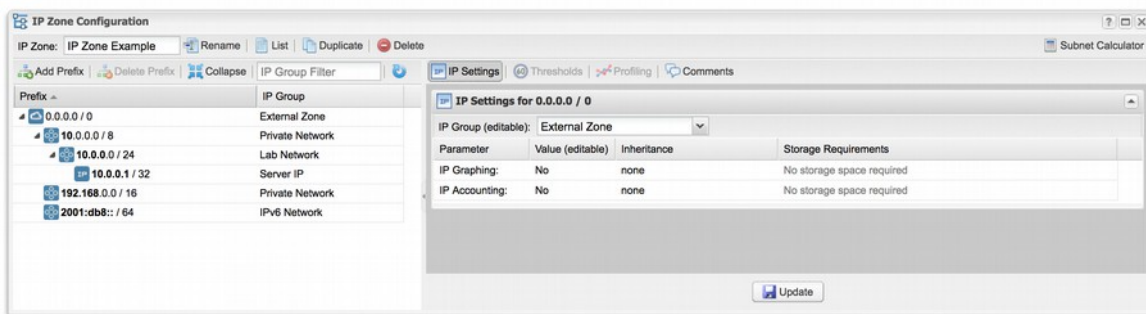 IP Zone Configuration
IP Zone: IP Zone Example Rename List Duplicate Delete Subnet Calculator
Add Prefix Delete Prefix Collapse IP Group Filter
IP Settings Thresholds Profiling Comments
Prefix IP Group
0.0.0.0 / 0 External Zone
10.0.0.0 / 8 Private Network
10.0.0.0 / 24 Lab Network
10.0.0.1 / 32 Server IP
192.168.0.0 / 16 Private Network
2001:db8:: / 64 IPv6 Network
IP Settings for 0.0.0.0 / 0
IP Group (editable): External Zone
Parameter Value (editable) Inheritance Storage Requirements
IP Graphing: No none No storage space required
IP Accounting: No none No storage space required
Update